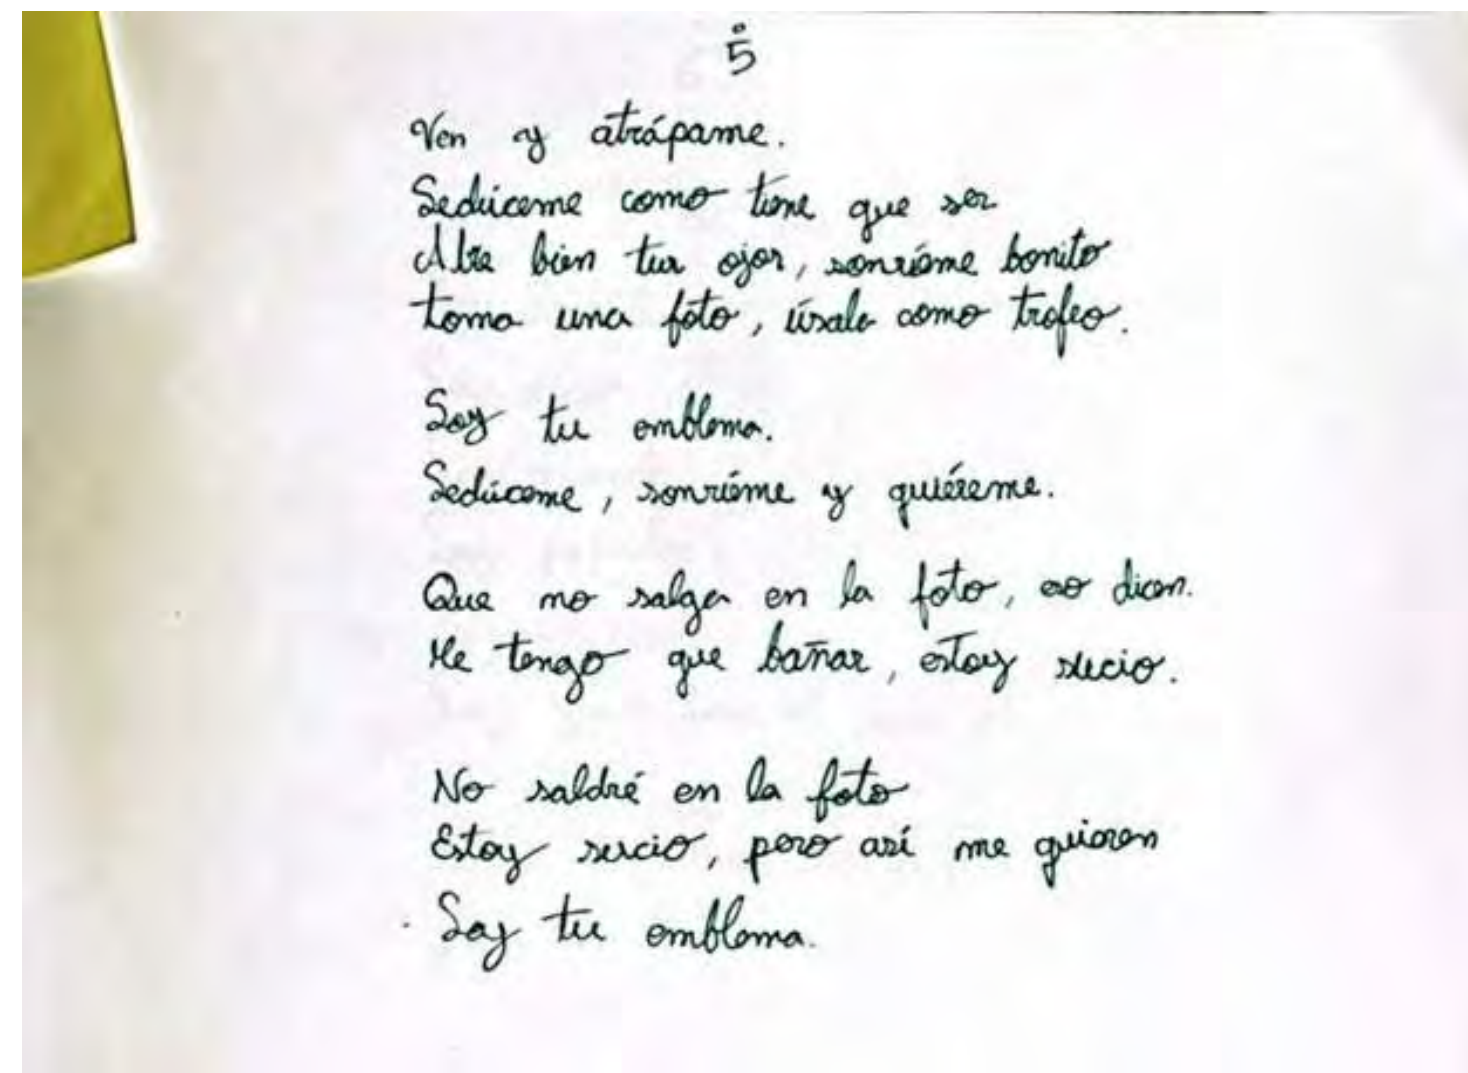 5
Ven y atrápame.
Sedúceme como tiene que ser
Abre bien tus ojos, sonríeme bonito
toma una foto, úsalo como trofeo.
Soy tu emblema.
Sedúceme, sonríeme y quiéreme.
Que no salga en la foto, eso dicen.
Me tengo que bañar, estoy sucio.
No saldré en la foto
Estoy sucio, pero así me quieren
Soy tu emblema.